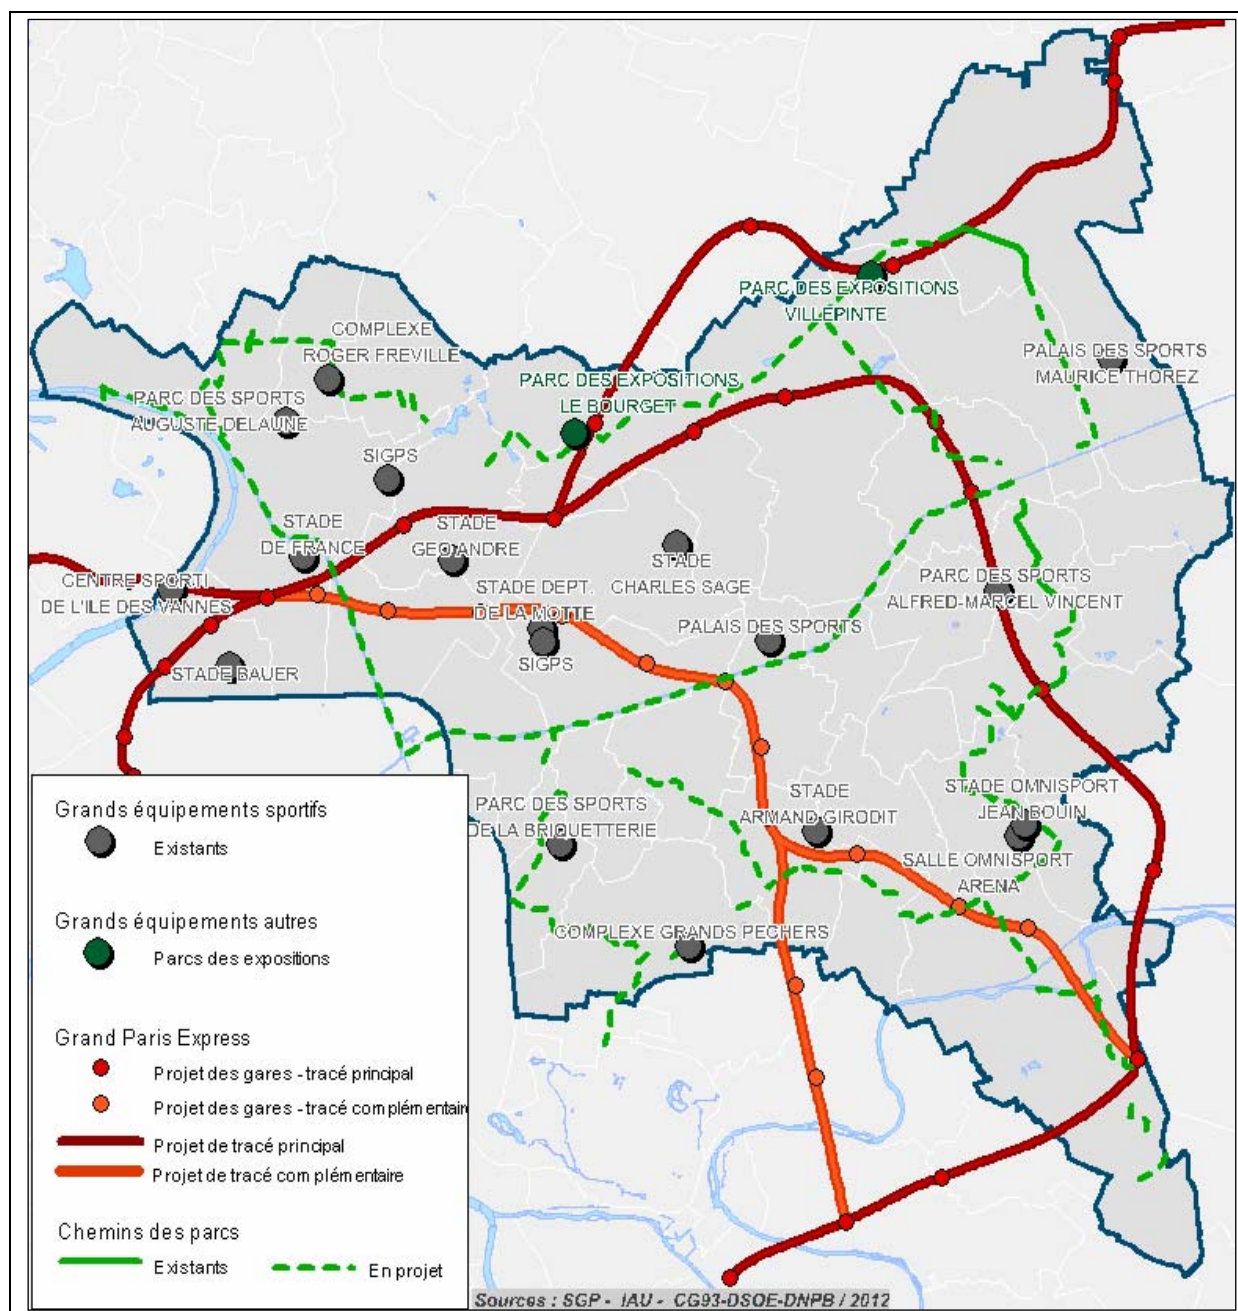 PARC DES EXPOSITIONS
VILLEPINTE
COMPLEXE
ROGER FREVILLE
PALAIS DES SPORTS
MAURICE THOREZ
PARC DES EXPOSITIONS
LE BOURGET
PARC DES SPORTS
AUGUSTE DELAUNE
SIGPS
STADE
DE FRANCE
STADE
GEO ANDRE
STADE
CHARLES SAGE
CENTRE SPORTI
DE L'ILE DES VANNES
STADE DEPT.
DE LA MOTTE
SIGPS
PARC DES SPORTS
ALFRED-MARCEL VINCENT
PALAIS DES SPORTS
STADE BAUER
PARC DES SPORTS
DE LA BRIQUETTERIE
STADE
ARMAND GIRODIT
STADE OMNISPORT
JEAN BOUIN
SALLE OMNISPORT
ARENA
COMPLEXE GRANDS PECHERS
Grands équipements sportifs
Existants
Grands équipements autres
Parcs des expositions
Grand Paris Express
Projet des gares - tracé principal
Projet des gares - tracé complémentaire
Projet de tracé principal
Projet de tracé complémentaire
Chemins des parcs
Existants
En projet
Sources : SGP - IAU - CG93-DSOE-DNPB / 2012